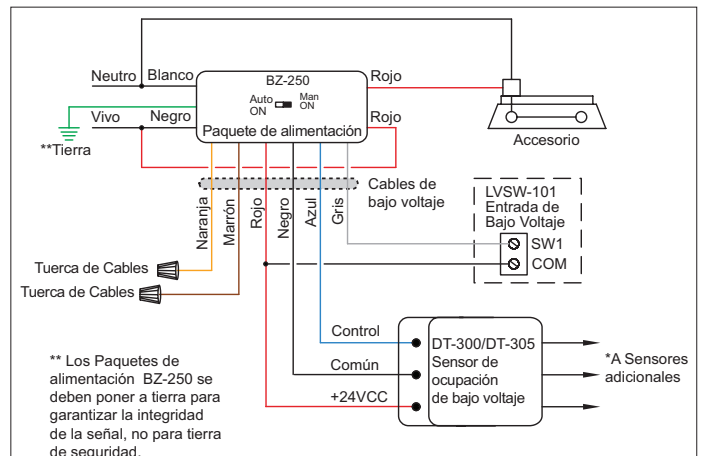 Neutro Blanco
BZ-250
Rojo
Auto
ON
Man
ON
Vivo
Negro
Paquete de alimentación
Rojo
**Tierra
Accesorio
Cables de
bajo voltaje
Naranja
Marrón
Rojo
Negro
Azul
Gris
LVSW-101
Entrada de
Bajo Voltaje
SW1
COM
Tuerca de Cables
Tuerca de Cables
Control
Común
+24VCC
DT-300/DT-305
Sensor de
ocupación
de bajo voltaje
*A Sensores
adicionales
** Los Paquetes de
alimentación BZ-250 se
deben poner a tierra para
garantizar la integridad
de la señal, no para tierra
de seguridad.